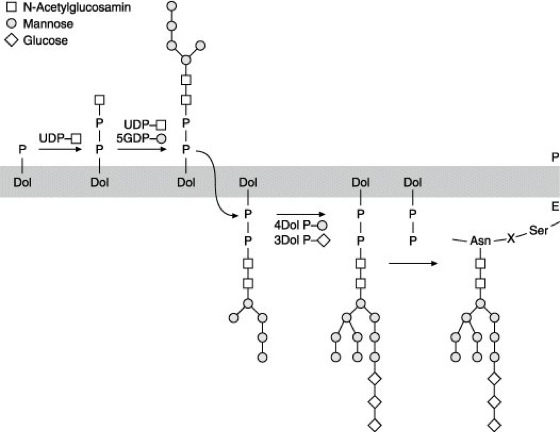 N-Acetylglucosamin
Mannose
Glucose
P
Dol
UDP
P
P
Dol
UDP
5GDP
P
P
Dol
P
E
Dol
P
P
4Dol P
3Dol P
Dol
P
P
Dol
P
P
Asn
X
Ser